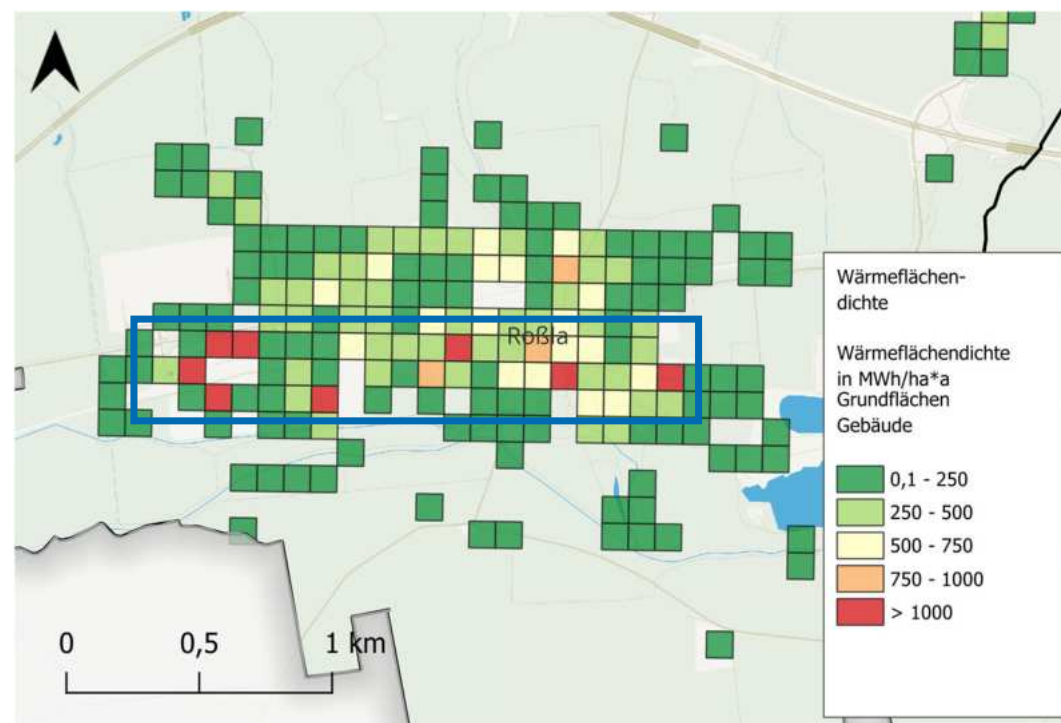 Roßla
Wärmeflächen-
dichte
Wärmeflächendichte
in MWh/ha*a
Grundflächen
Gebäude
0,1 - 250
250 - 500
500 - 750
750 - 1000
> 1000
0 0,5 1 km